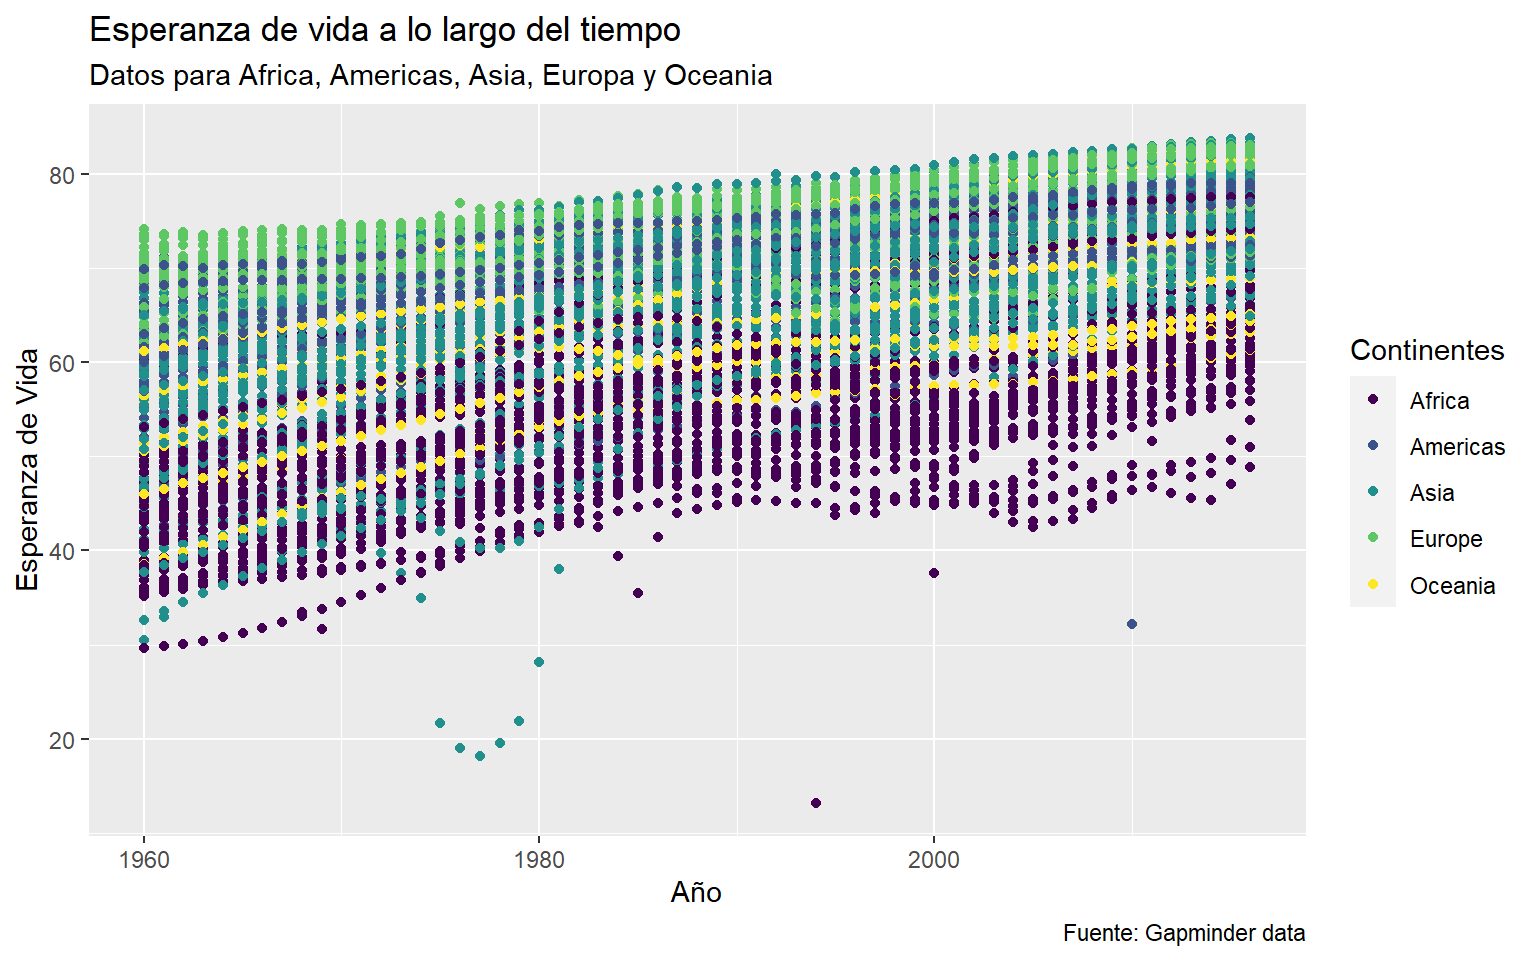 Esperanza de vida a lo largo del tiempo
Datos para Africa, Americas, Asia, Europa y Oceania
Esperanza de Vida
80
60
40
20
1960
1980
2000
Año
Continentes
Africa
Americas
Asia
Europe
Oceania
Fuente: Gapminder data